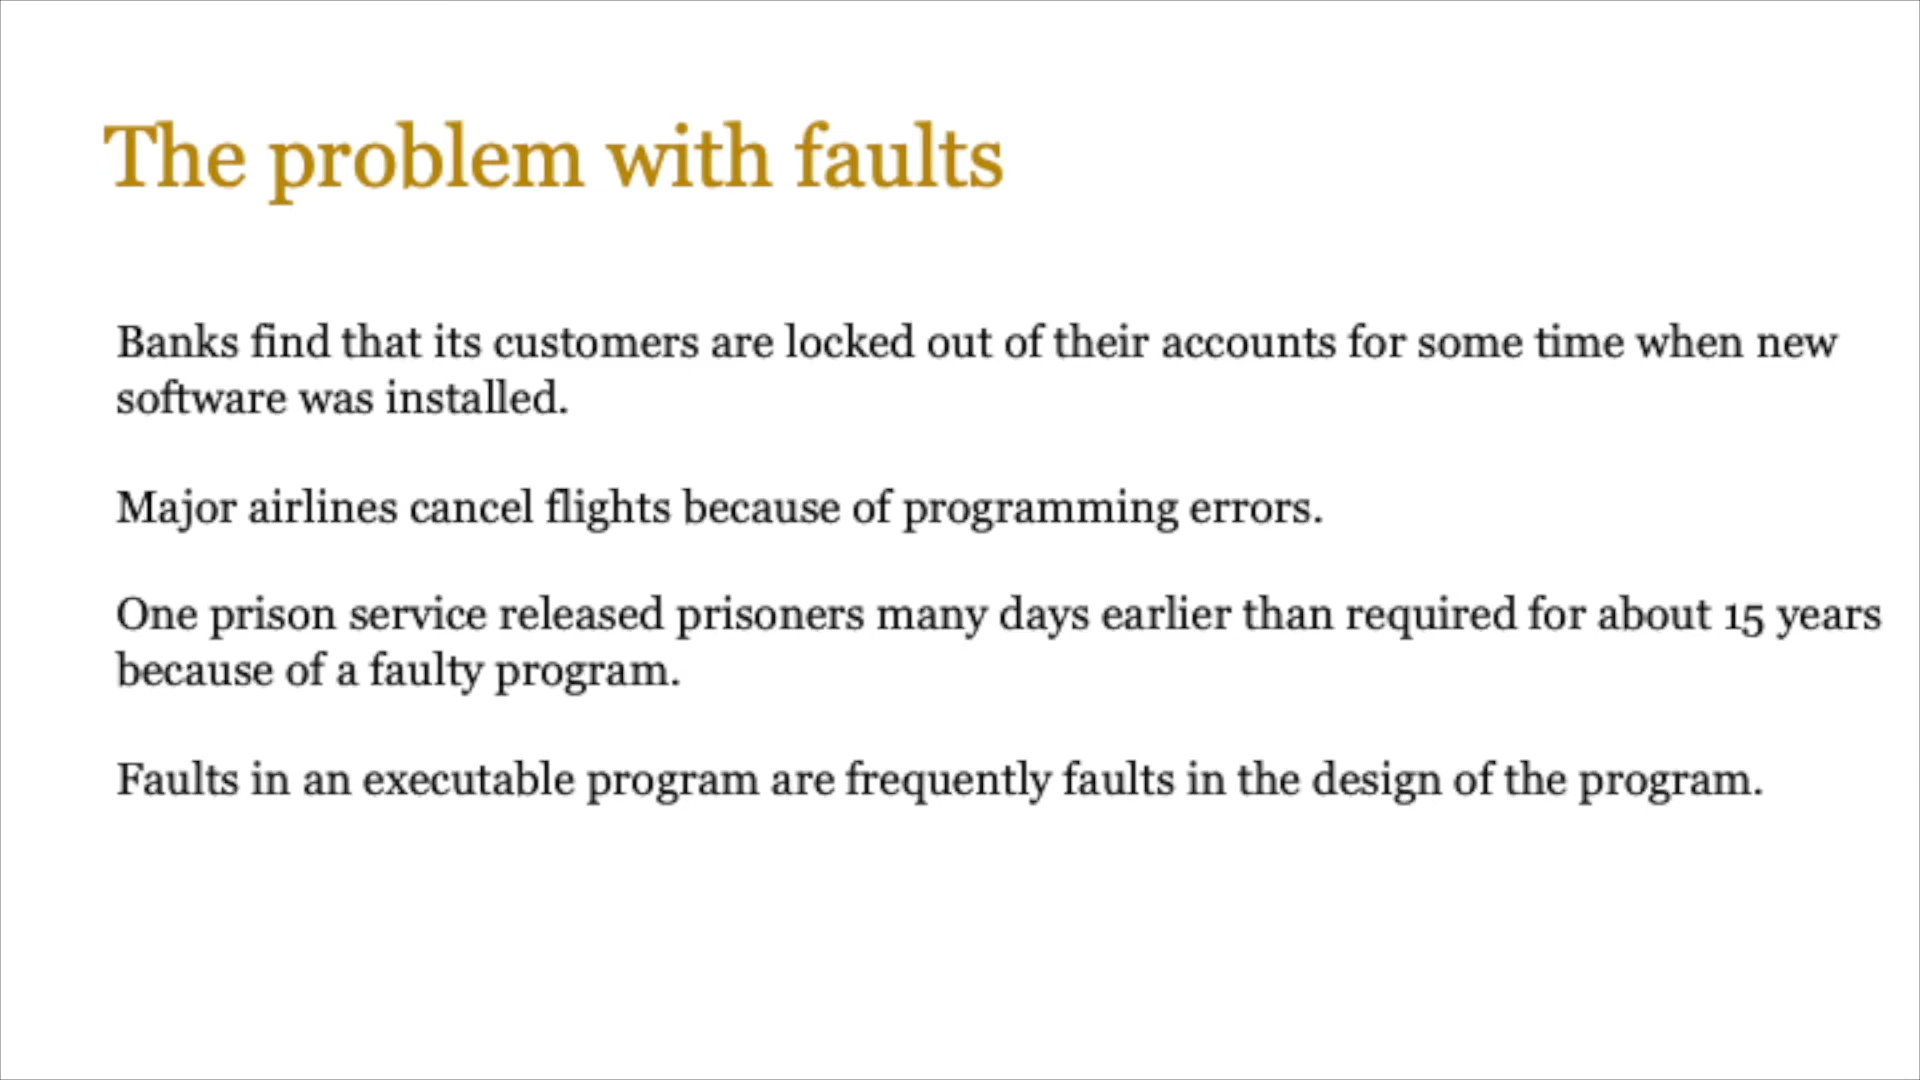 The problem with faults
Banks find that its customers are locked out of their accounts for some time when new
software was installed.
Major airlines cancel flights because of programming errors.
One prison service released prisoners many days earlier than required for about 15 years
because of a faulty program.
Faults in an executable program are frequently faults in the design of the program.